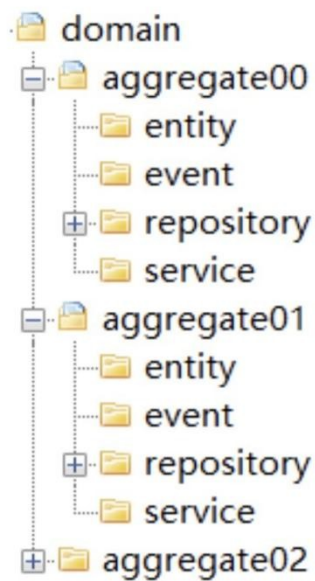 domain
aggregate00
entity
event
repository
service
aggregate01
entity
event
repository
service
aggregate02